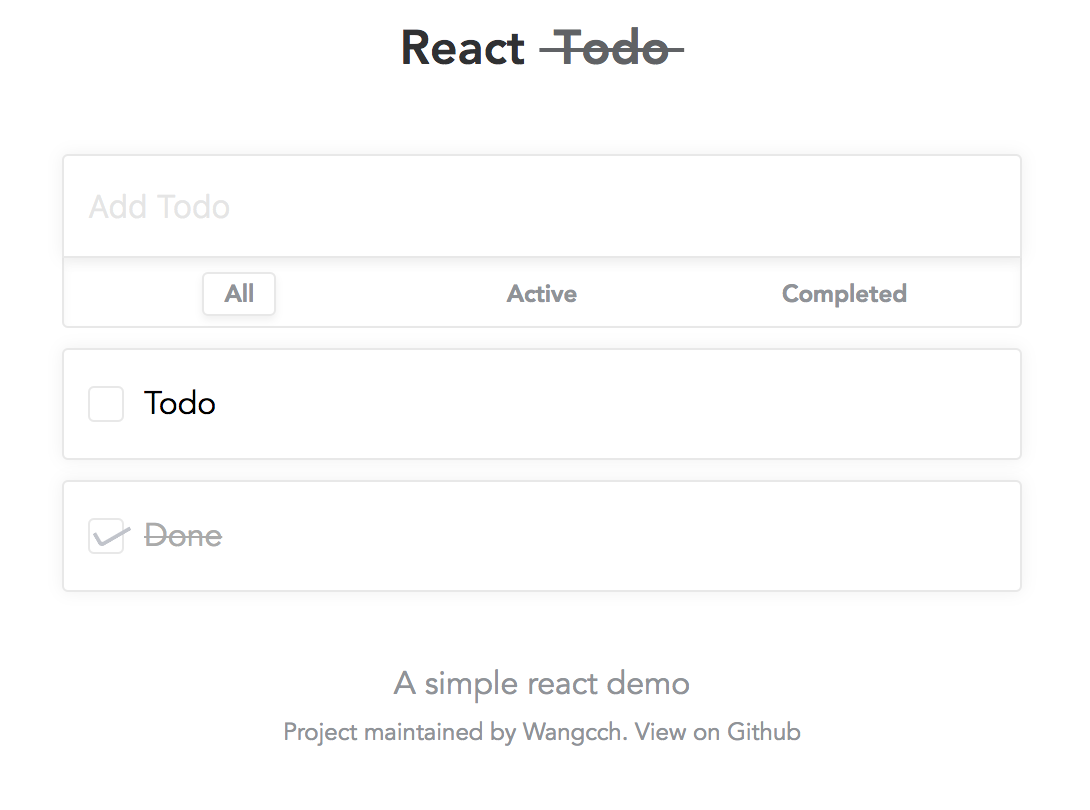 React Todo
Add Todo
All Active Completed
Todo
Done
A simple react demo
Project maintained by Wangcch. View on Github